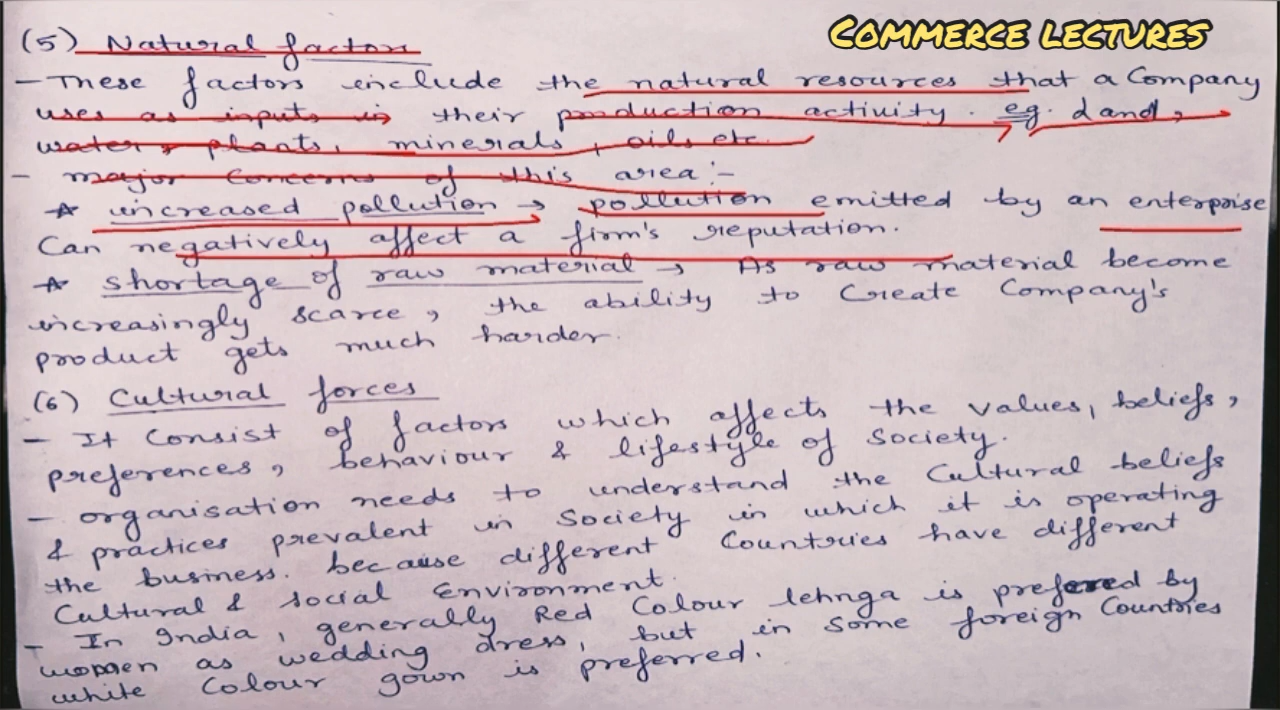 COMMERCE LECTURES
(5) Natural factors
- These factors include the natural resources that a Company
uses as inputs in their production activity. eg. Land,
water, plants, minerals, oils etc.
- major concerns of this area:-
☆ increased pollution → pollution emitted by an enterprise
Can negatively affect a firm's reputation.
☆ shortage of raw material → As raw material become
increasingly scarce, the ability to Create Company's
product gets much harder.
(6) Cultural forces
- It Consist of factors which affects the values, beliefs,
preferences, behaviour & lifestyle of Society.
- organisation needs to understand the Cultural beliefs
& practices prevalent in Society in which it is operating
the business. because different Countries have different
Cultural & social Environment.
- In India, generally Red Colour lehnga is prefered by
women as wedding dress, but in some foreign Countries
white Colour gown is preferred.